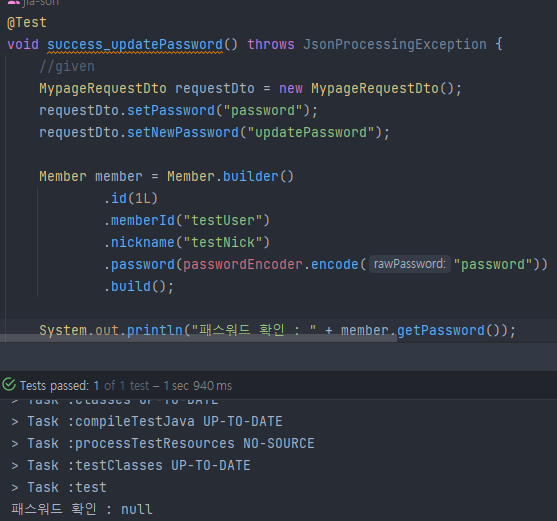 jia-son
@Test
void success_updatePassword() throws JsonProcessingException {
//given
MypageRequestDto requestDto = new MypageRequestDto();
requestDto.setPassword("password");
requestDto.setNewPassword("updatePassword");
Member member = Member.builder()
.id(1L)
.memberId("testUser")
.nickname("testNick")
.password(passwordEncoder.encode( rawPassword: "password"))
.build();
System.out.println("패스워드 확인 : " + member.getPassword());
Tests passed: 1 of 1 test – 1 sec 940 ms
> Task :classes UP-TO-DATE
> Task :compileTestJava UP-TO-DATE
> Task :processTestResources NO-SOURCE
> Task :testClasses UP-TO-DATE
> Task :test
패스워드 확인 : null